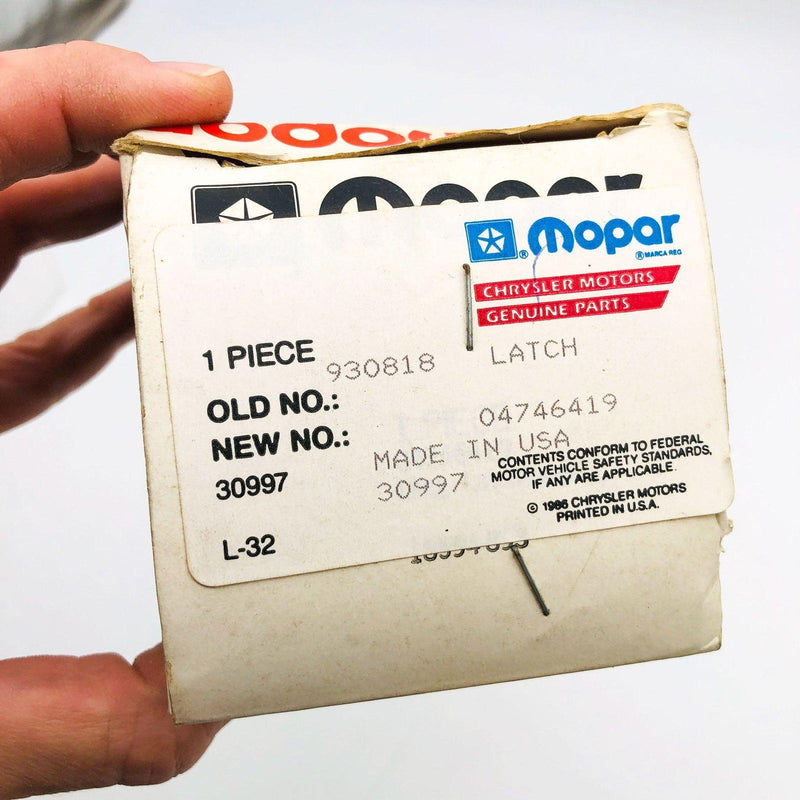 mopar
mopar
® mopar
® MARCA REG
CHRYSLER MOTORS
GENUINE PARTS
1 PIECE 930818 LATCH
OLD NO.: 04746419
NEW NO.: MADE IN USA
30997 30997
CONTENTS CONFORM TO FEDERAL
MOTOR VEHICLE SAFETY STANDARDS,
IF ANY ARE APPLICABLE.
© 1986 CHRYSLER MOTORS
PRINTED IN U.S.A.
L-32